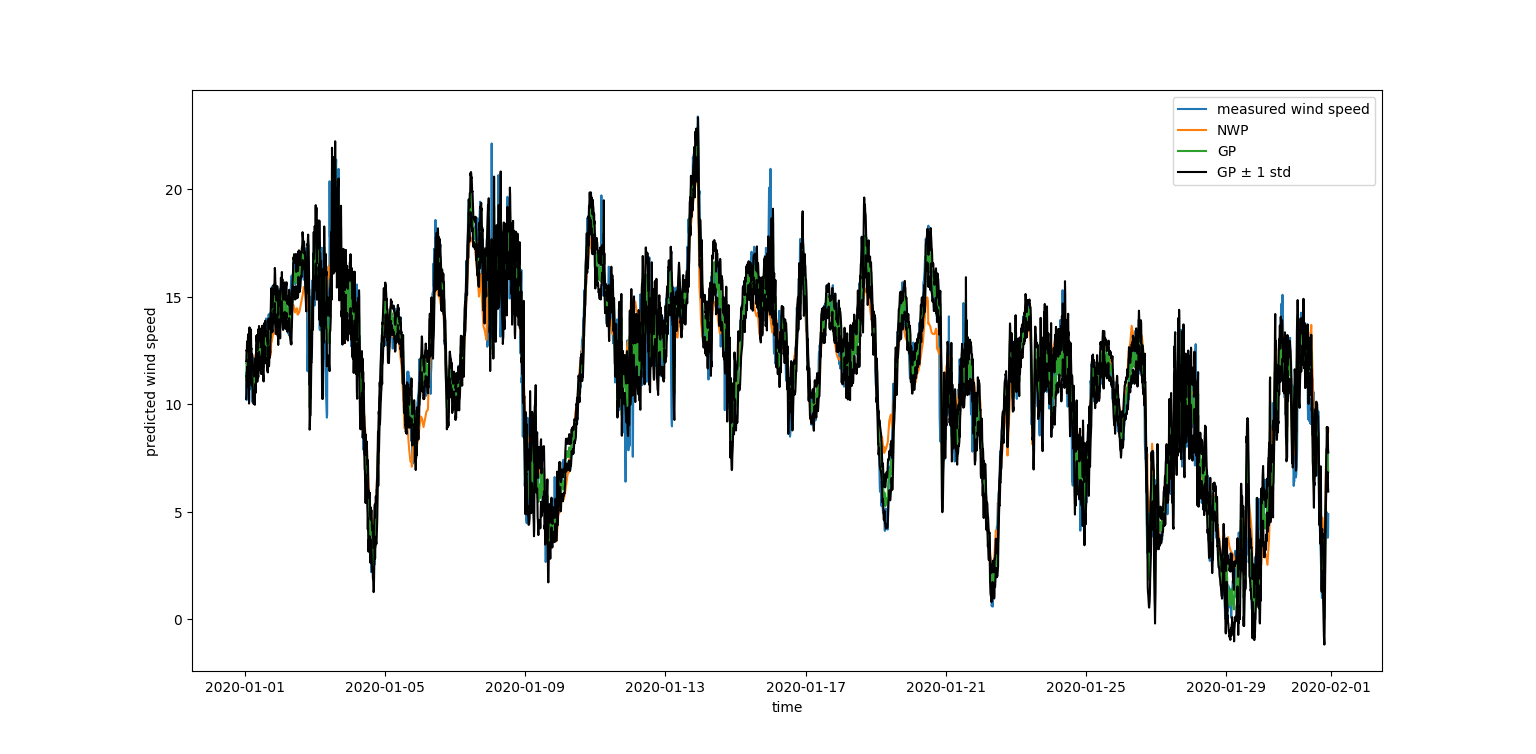 measured wind speed
NWP
GP
GP ± 1 std
predicted wind speed
20
15
10
5
0
2020-01-01
2020-01-05
2020-01-09
2020-01-13
2020-01-17
2020-01-21
2020-01-25
2020-01-29
2020-02-01
time